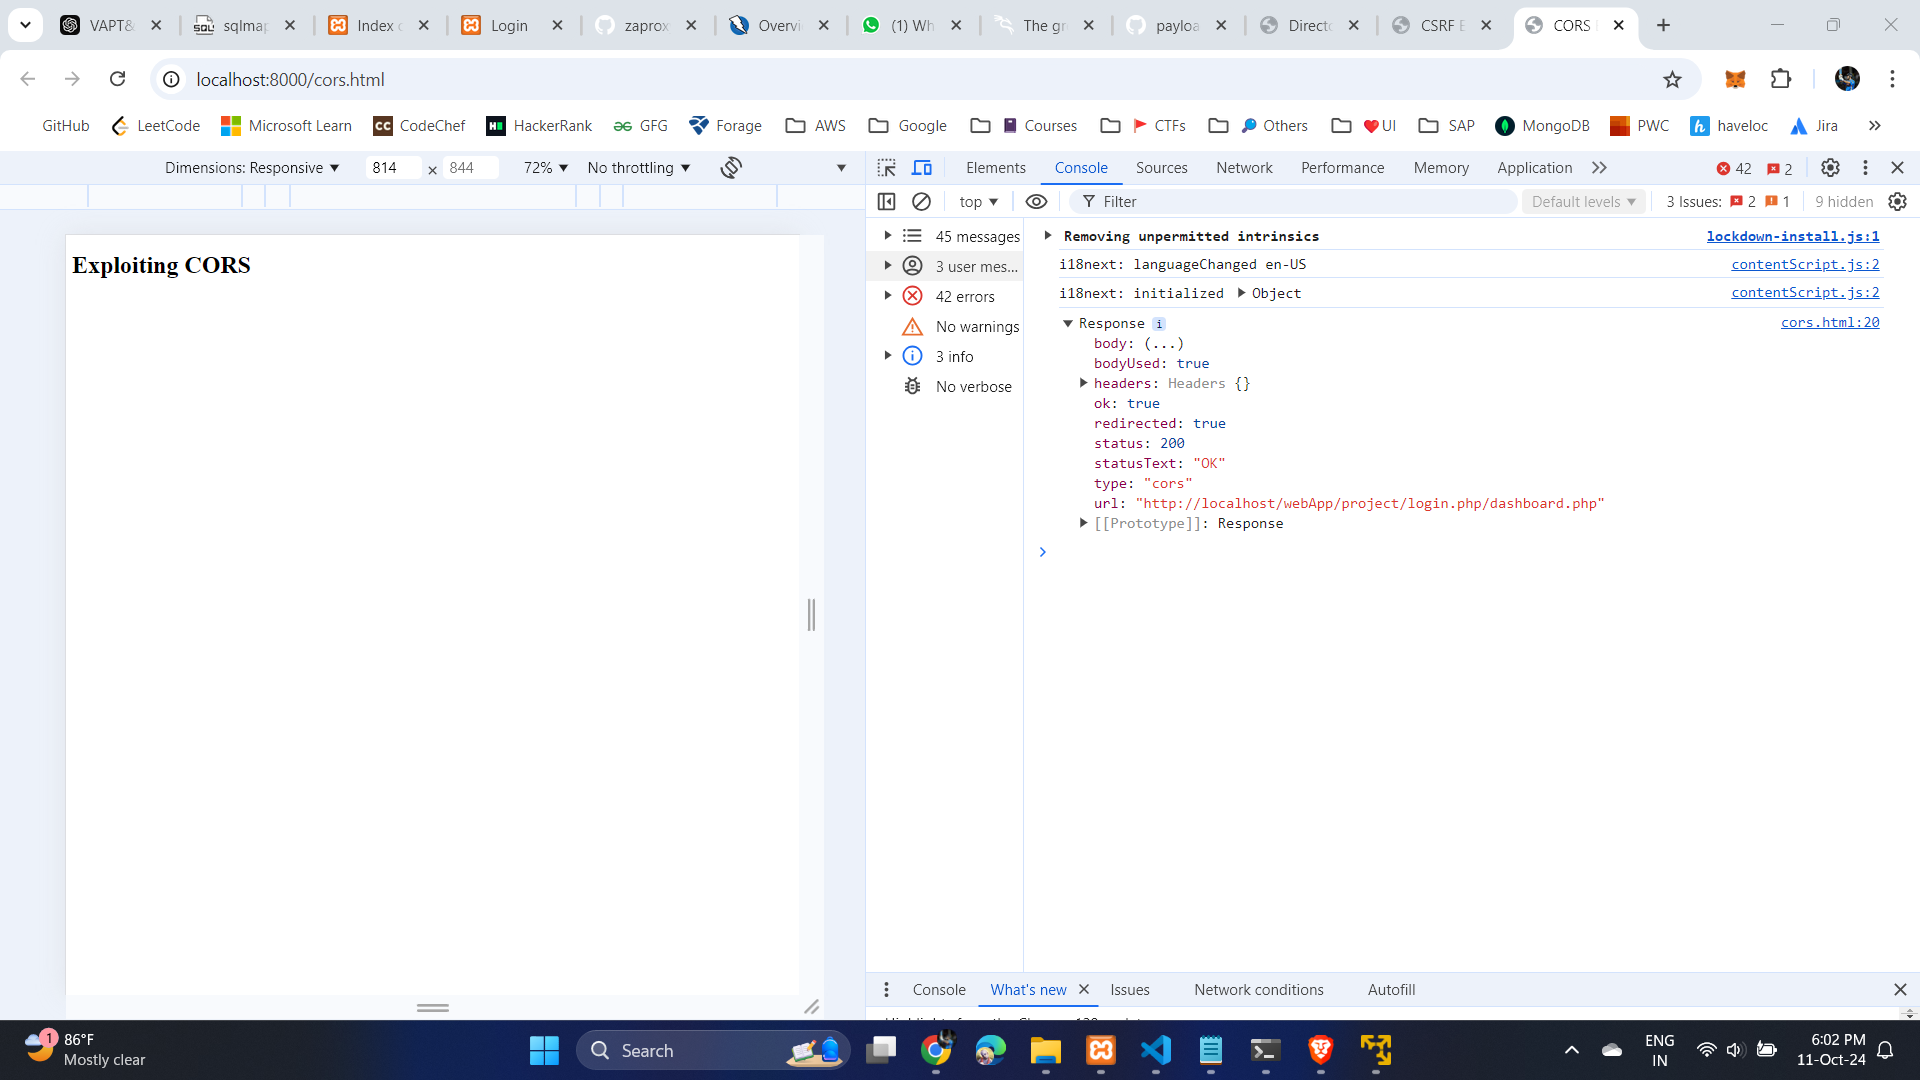 VAPT&
sqlmap
Index o
Login
zaprox
Overvi
(1) Wh
The gr
payloa
Directo
CSRF E
CORS
localhost:8000/cors.html
GitHub
LeetCode
Microsoft Learn
CC CodeChef
HackerRank
GFG
Forage
AWS
Google
Courses
CTFs
Others
UI
SAP
MongoDB
PWC
h haveloc
Jira
Dimensions: Responsive
814 × 844
72%
No throttling
Elements
Console
Sources
Network
Performance
Memory
Application
42
2
top
Filter
Default levels
3 Issues: 2 1
9 hidden
Exploiting CORS
45 messages
3 user mes...
42 errors
No warnings
3 info
No verbose
Removing unpermitted intrinsics lockdown-install.js:1
i18next: languageChanged en-US contentScript.js:2
i18next: initialized Object contentScript.js:2
Response i cors.html:20
body: (...)
bodyUsed: true
headers: Headers {}
ok: true
redirected: true
status: 200
statusText: "OK"
type: "cors"
url: "http://localhost/webApp/project/login.php/dashboard.php"
[[Prototype]]: Response
Console
What's new
Issues
Network conditions
Autofill
1
86°F
Mostly clear
Search
ENG
IN
6:02 PM
11-Oct-24